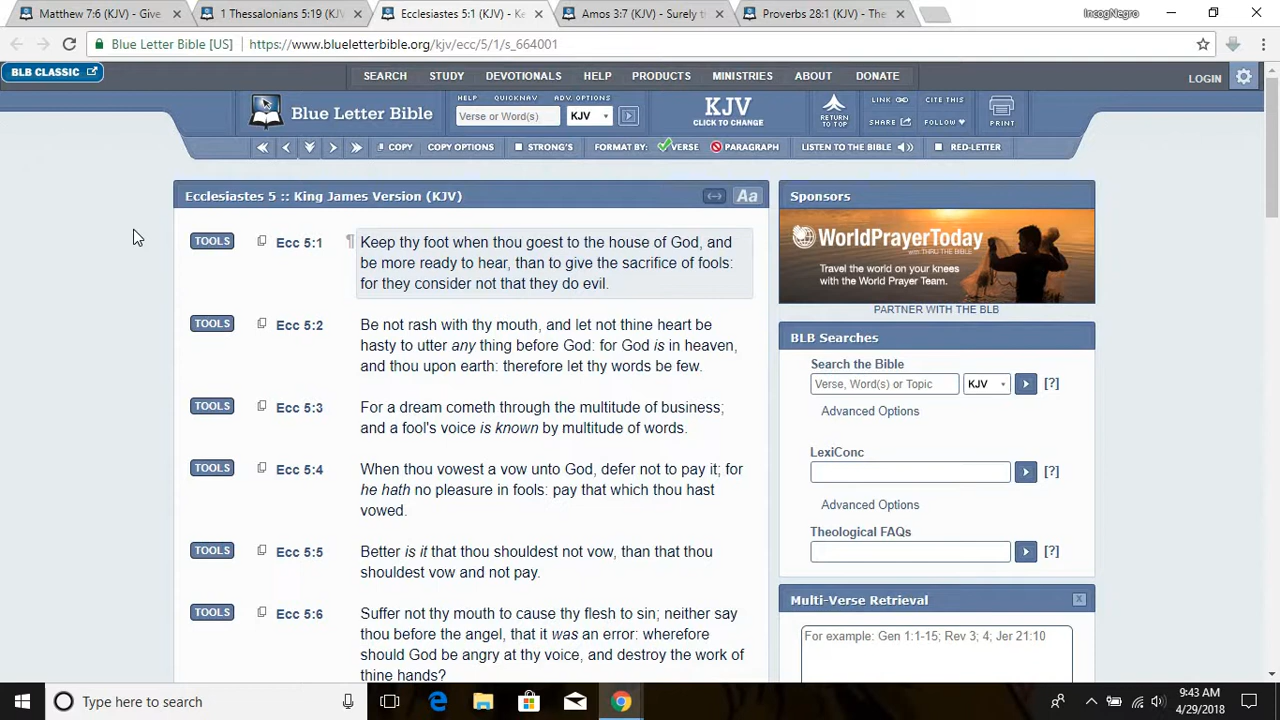 Matthew 7:6 (KJV) - Give
1 Thessalonians 5:19 (KJV)
Ecclesiastes 5:1 (KJV) - Ke
Amos 3:7 (KJV) - Surely th
Proverbs 28:1 (KJV) - The
IncogNegro
Blue Letter Bible [US]
https://www.blueletterbible.org/kjv/ecc/5/1/s_664001
BLB CLASSIC
SEARCH STUDY DEVOTIONALS HELP PRODUCTS MINISTRIES ABOUT DONATE
LOGIN
Blue Letter Bible
HELP QUICKNAV ADV. OPTIONS
Verse or Word(s) KJV
KJV
CLICK TO CHANGE
RETURN
TO TOP
LINK CITE THIS
SHARE FOLLOW
PRINT
COPY COPY OPTIONS STRONG'S FORMAT BY: VERSE PARAGRAPH LISTEN TO THE BIBLE RED-LETTER
Ecclesiastes 5 :: King James Version (KJV)
Aa
TOOLS Ecc 5:1 ¶ Keep thy foot when thou goest to the house of God, and
be more ready to hear, than to give the sacrifice of fools:
for they consider not that they do evil.
TOOLS Ecc 5:2 Be not rash with thy mouth, and let not thine heart be
hasty to utter any thing before God: for God is in heaven,
and thou upon earth: therefore let thy words be few.
TOOLS Ecc 5:3 For a dream cometh through the multitude of business;
and a fool's voice is known by multitude of words.
TOOLS Ecc 5:4 When thou vowest a vow unto God, defer not to pay it; for
he hath no pleasure in fools: pay that which thou hast
vowed.
TOOLS Ecc 5:5 Better is it that thou shouldest not vow, than that thou
shouldest vow and not pay.
TOOLS Ecc 5:6 Suffer not thy mouth to cause thy flesh to sin; neither say
thou before the angel, that it was an error: wherefore
should God be angry at thy voice, and destroy the work of
thine hands?
Sponsors
WorldPrayerToday
with THRU THE BIBLE
Travel the world on your knees
with the World Prayer Team.
PARTNER WITH THE BLB
BLB Searches
Search the Bible
Verse, Word(s) or Topic KJV [?]
Advanced Options
LexiConc
[?]
Advanced Options
Theological FAQs
[?]
Multi-Verse Retrieval X
For example: Gen 1:1-15; Rev 3; 4; Jer 21:10
Type here to search
9:43 AM
4/29/2018